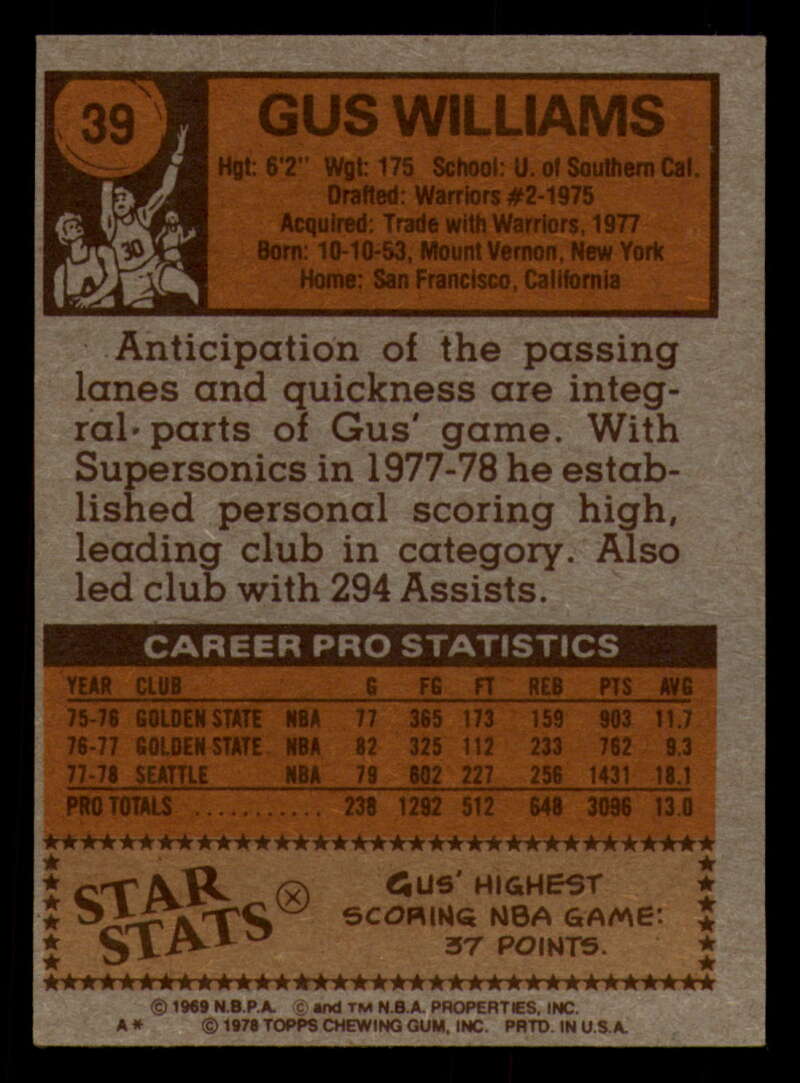 39
GUS WILLIAMS
Hgt: 6'2" Wgt: 175 School: U. of Southern Cal.
Drafted: Warriors #2-1975
Acquired: Trade with Warriors, 1977
Born: 10-10-53, Mount Vernon, New York
Home: San Francisco, California
30
Anticipation of the passing
lanes and quickness are integ-
ral parts of Gus' game. With
Supersonics in 1977-78 he estab-
lished personal scoring high,
leading club in category. Also
led club with 294 Assists.
CAREER PRO STATISTICS
YEAR CLUB G FG FT REB PTS AVG
75-76 GOLDEN STATE NBA 77 365 173 159 903 11.7
76-77 GOLDEN STATE NBA 82 325 112 233 762 9.3
77-78 SEATTLE NBA 79 602 227 256 1431 18.1
PRO TOTALS ............ 238 1292 512 648 3096 13.0
STAR
STATS
GUS' HIGHEST
SCORING NBA GAME:
37 POINTS.
© 1969 N.B.P.A. © and TM N.B.A. PROPERTIES, INC.
A* © 1978 TOPPS CHEWING GUM, INC. PRTD. IN U.S.A.